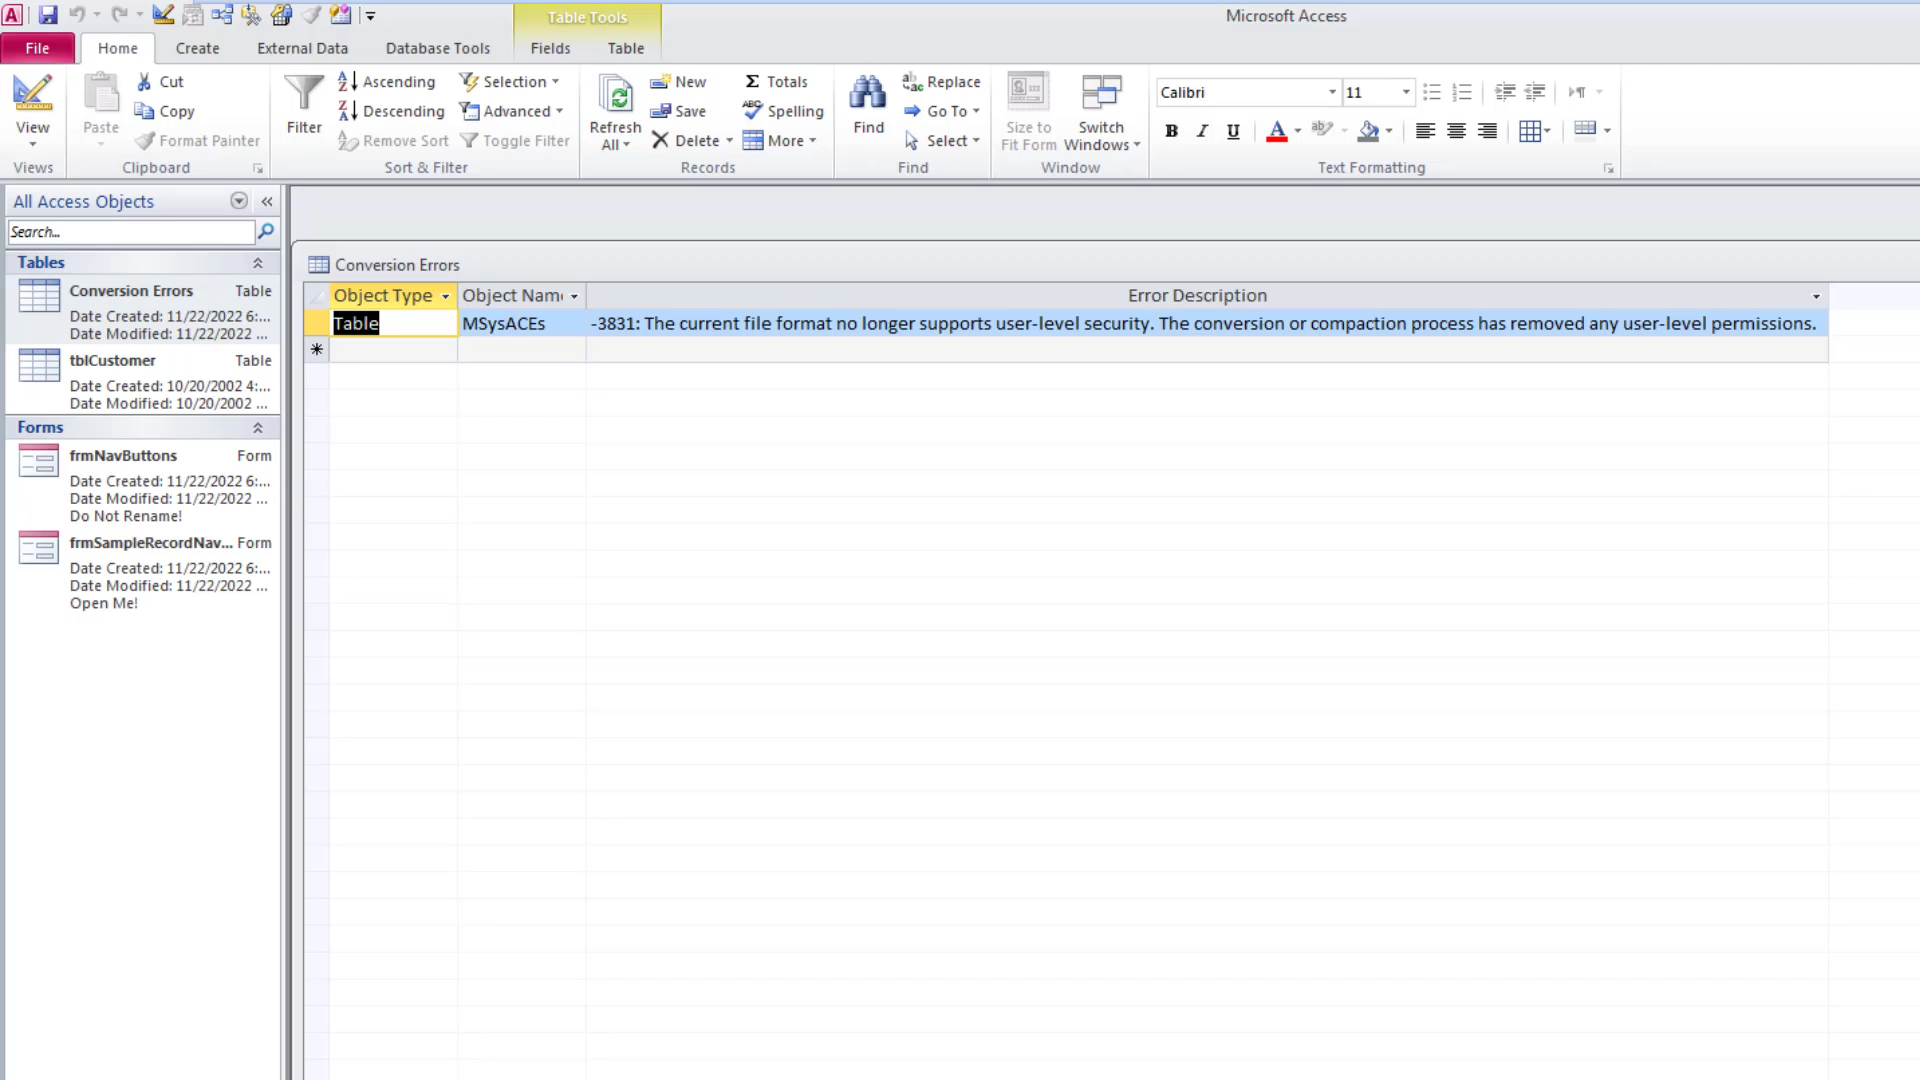 Table Tools
Microsoft Access
File
Home
Create
External Data
Database Tools
Fields
Table
View
Views
Paste
Cut
Copy
Format Painter
Clipboard
Filter
Ascending
Descending
Remove Sort
Selection
Advanced
Toggle Filter
Sort & Filter
Refresh
All
New
Save
Delete
Totals
Spelling
More
Records
Find
Replace
Go To
Select
Find
Size to
Fit Form
Switch
Windows
Window
Calibri
11
B I U
Text Formatting
All Access Objects
Search...
Tables
Conversion Errors Table
Date Created: 11/22/2022 6:...
Date Modified: 11/22/2022 ...
tblCustomer Table
Date Created: 10/20/2002 4:...
Date Modified: 10/20/2002 ...
Forms
frmNavButtons Form
Date Created: 11/22/2022 6:...
Date Modified: 11/22/2022 ...
Do Not Rename!
frmSampleRecordNav... Form
Date Created: 11/22/2022 6:...
Date Modified: 11/22/2022 ...
Open Me!
Conversion Errors
Object Type Object Nam Error Description
Table MSysACEs -3831: The current file format no longer supports user-level security. The conversion or compaction process has removed any user-level permissions.